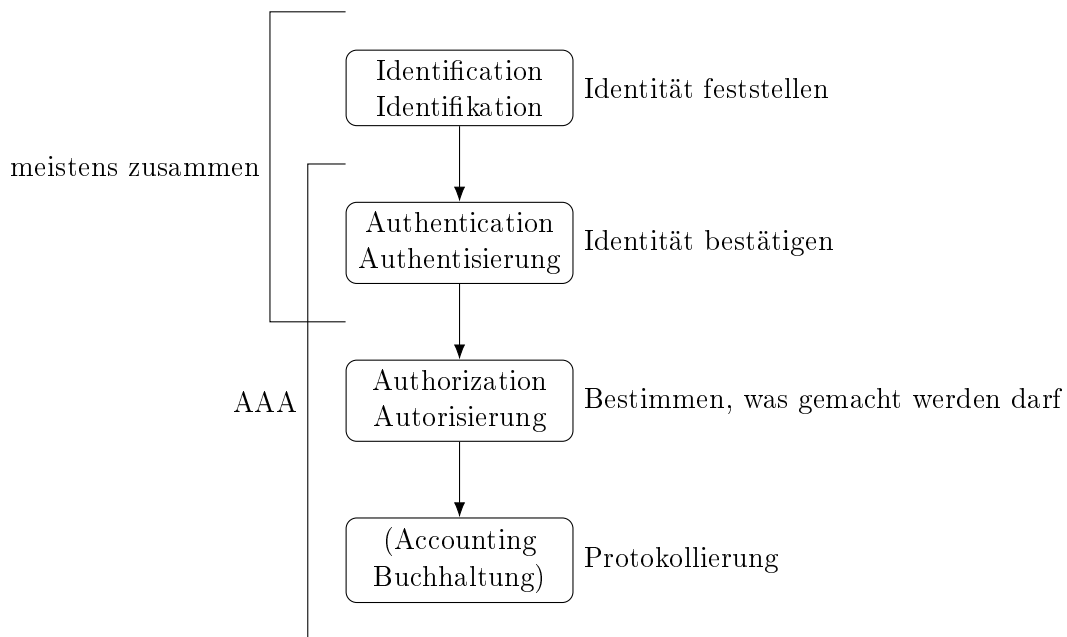 Identification
Identifikation
Identität feststellen
meistens zusammen
Authentication
Authentisierung
Identität bestätigen
Authorization
Autorisierung
Bestimmen, was gemacht werden darf
AAA
(Accounting
Buchhaltung)
Protokollierung